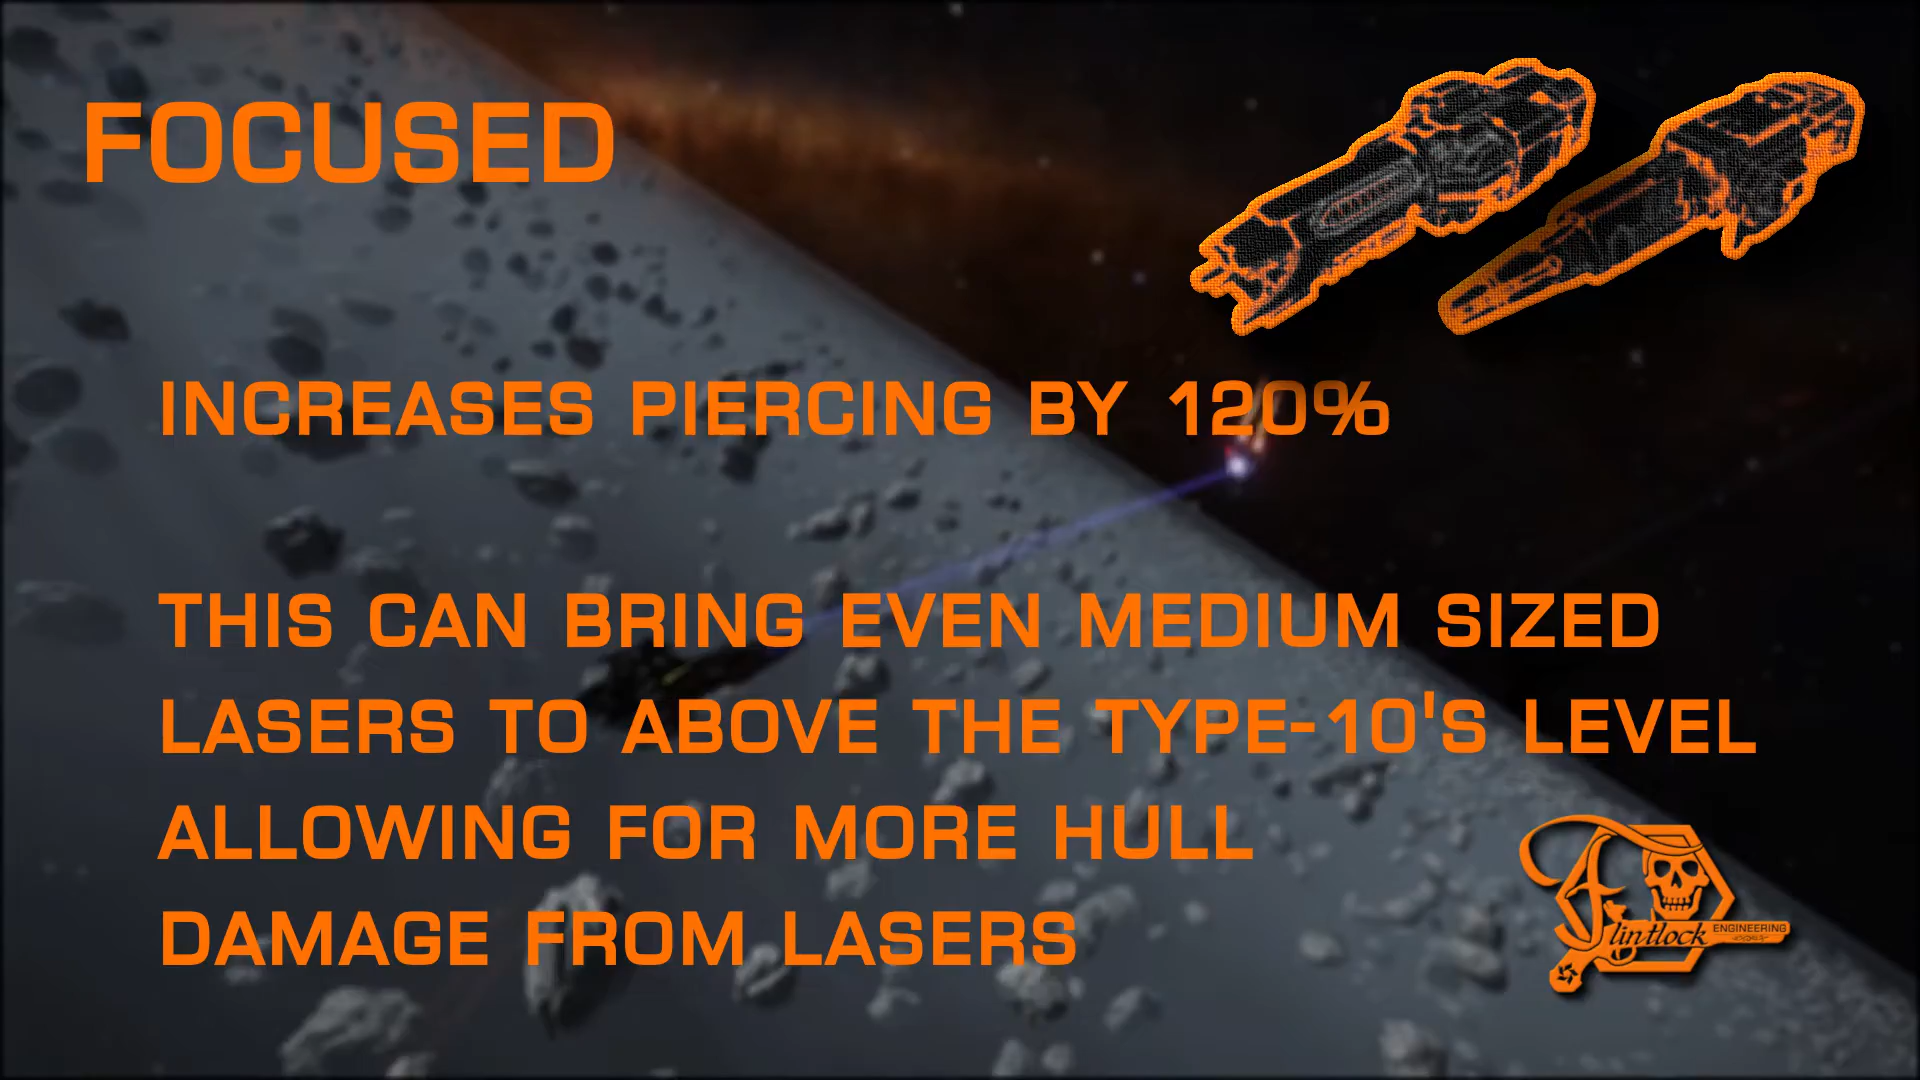 FOCUSED
INCREASES PIERCING BY 120%
THIS CAN BRING EVEN MEDIUM SIZED
LASERS TO ABOVE THE TYPE-10'S LEVEL
ALLOWING FOR MORE HULL
DAMAGE FROM LASERS
Flintlock
ENGINEERING